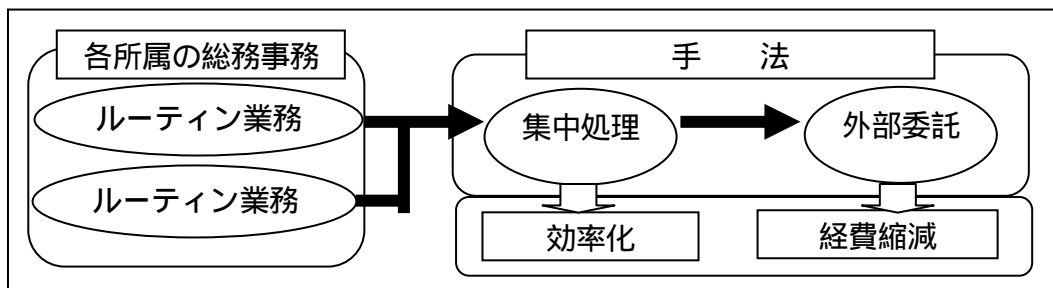 各所属の総務事務
ルーティン業務
ルーティン業務
手　　法
集中処理
外部委託
効率化
経費縮減